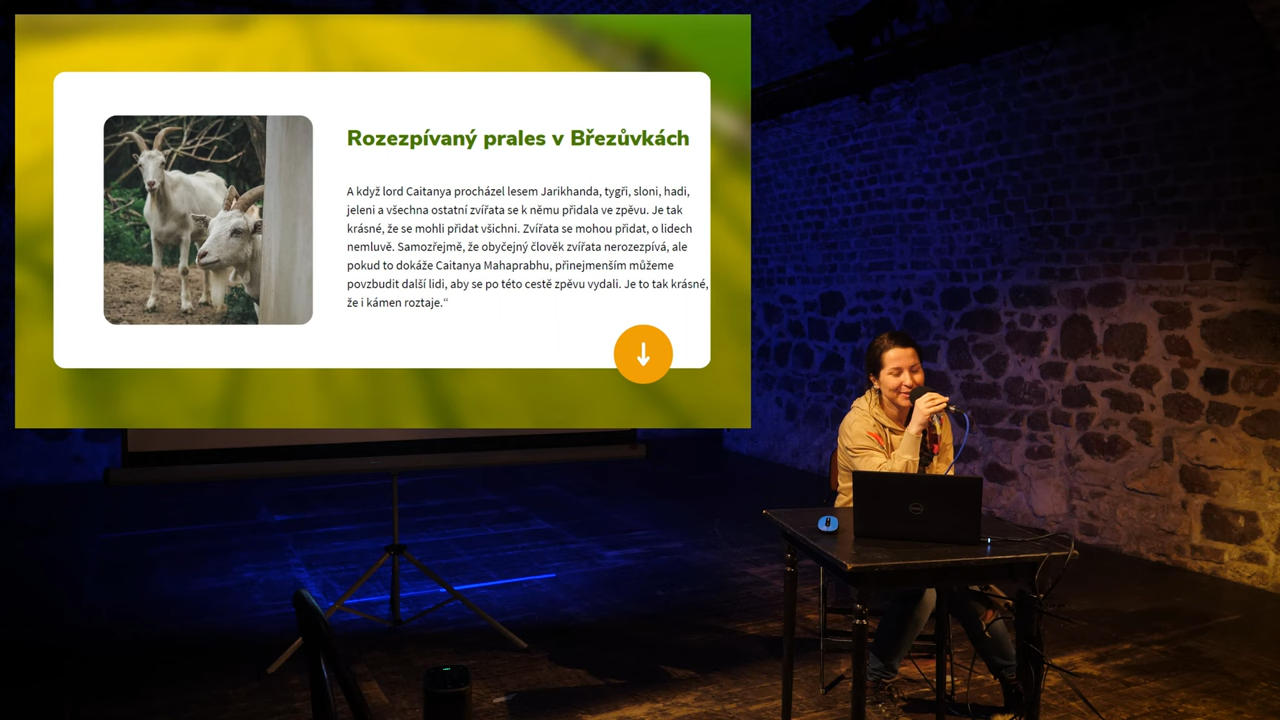 Rozezpívaný prales v Březůvkách
A když lord Caitanya procházel lesem Jarikhanda, tygři, sloni, hadi,
jeleni a všechna ostatní zvířata se k němu přidala ve zpěvu. Je tak
krásné, že se mohli přidat všichni. Zvířata se mohou přidat, o lidech
nemluvě. Samozřejmě, že obyčejný člověk zvířata nerozezpívá, ale
pokud to dokáže Caitanya Mahaprabhu, přinejmenším můžeme
povzbudit další lidi, aby se po této cestě zpěvu vydali. Je to tak krásné,
že i kámen roztaje.“
DELL